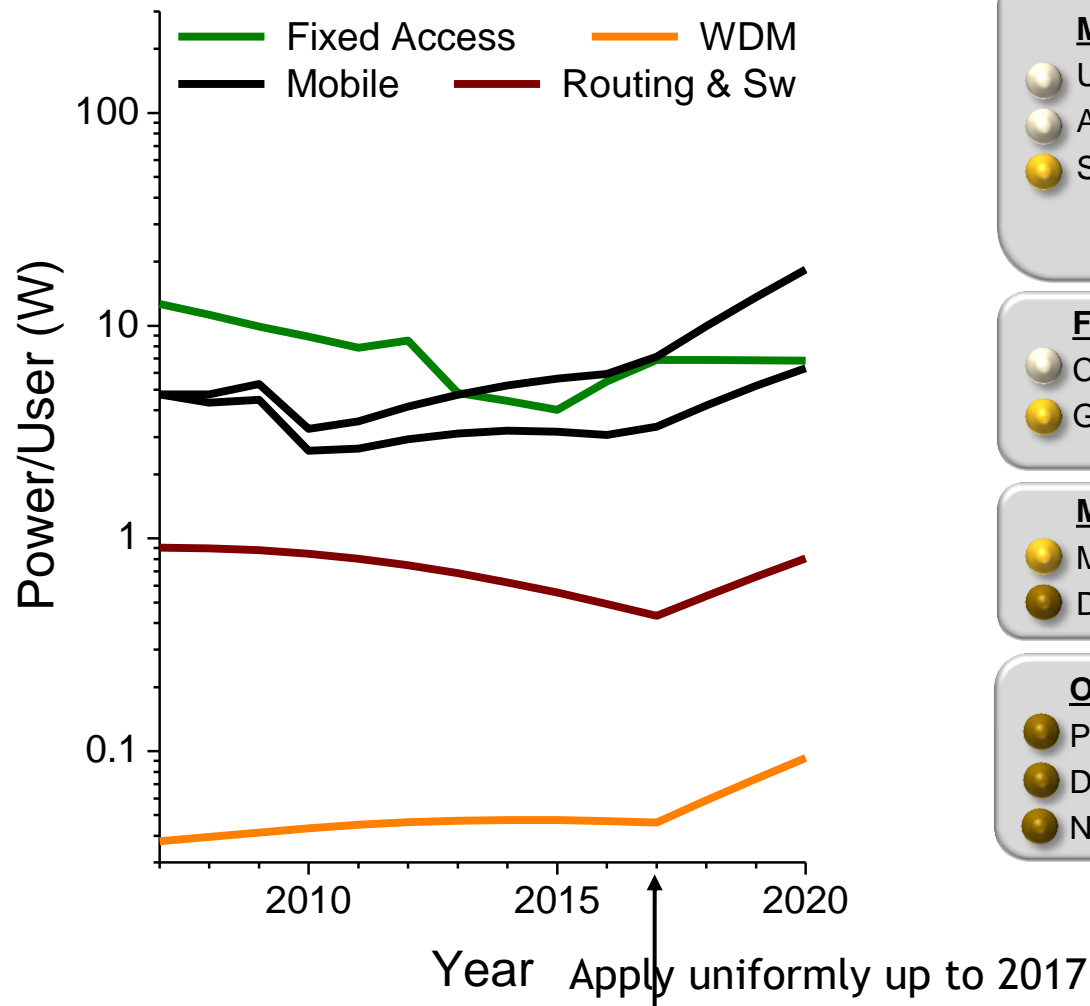 Fixed Access WDM
Mobile Routing & Sw
100
10
1
0.1
Power/User (W)
2010 2015 2020
Year
Apply uniformly up to 2017